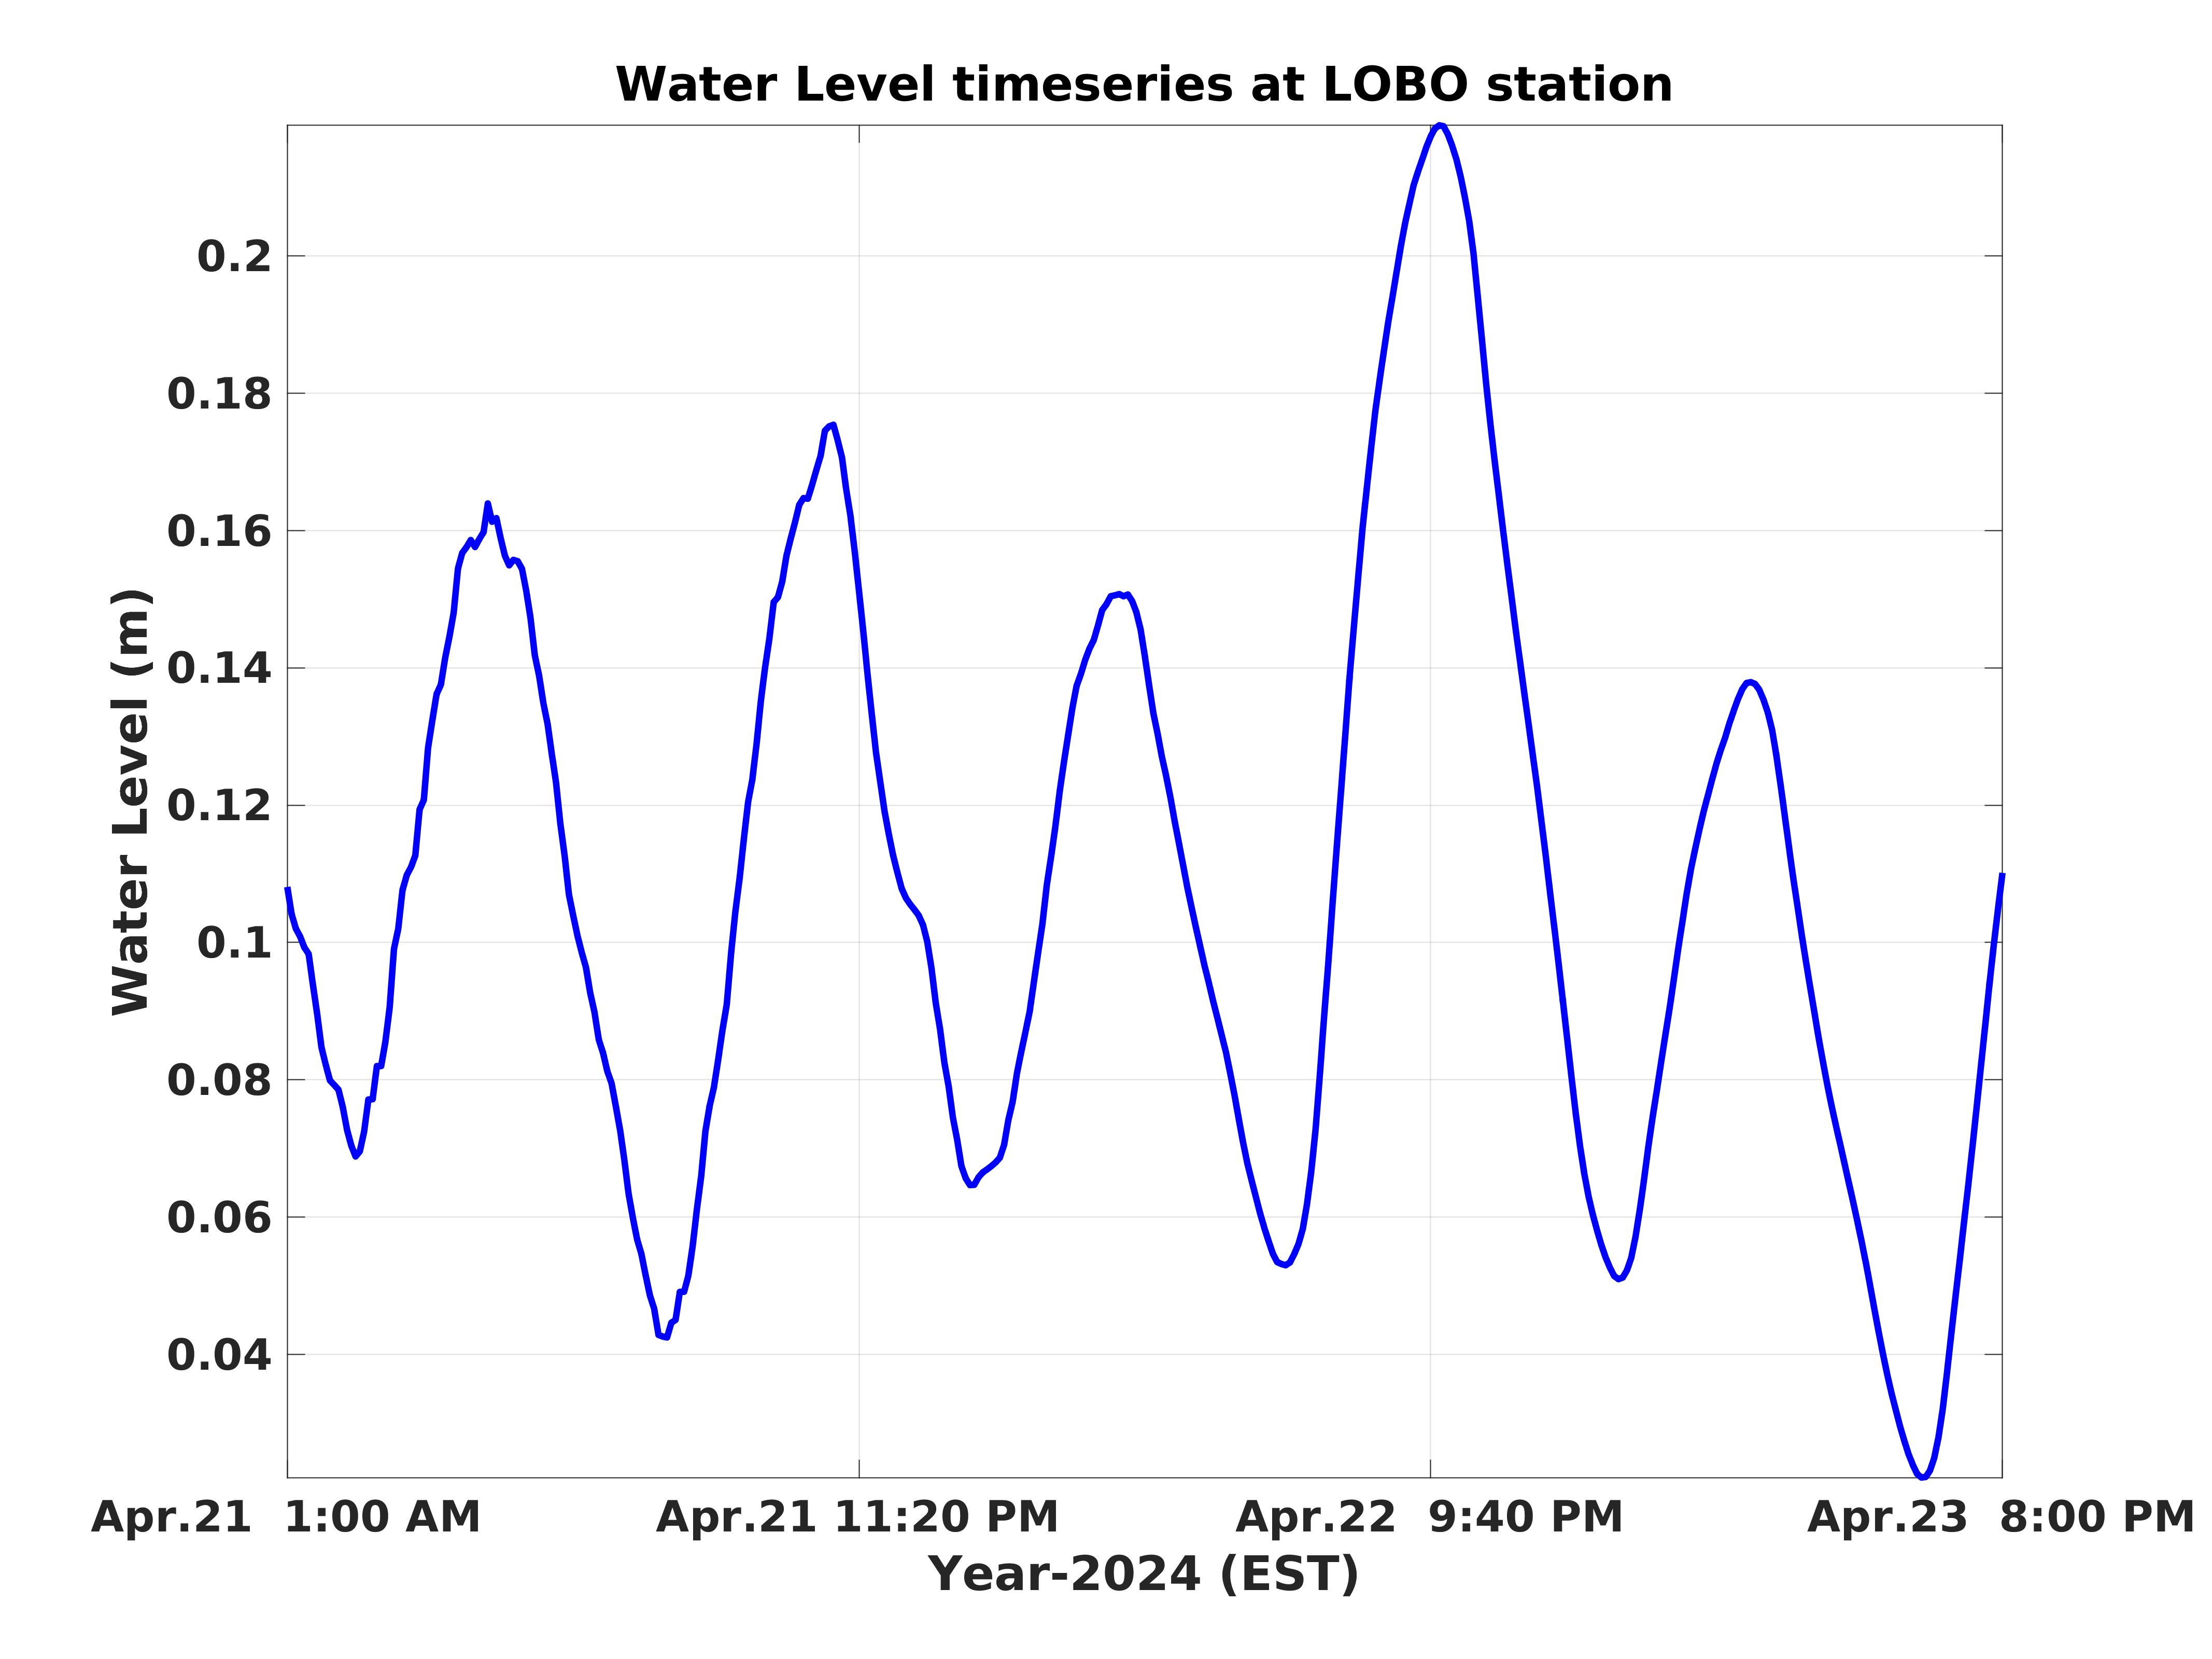 Water Level timeseries at LOBO station
0.2
0.18
0.16
0.14
0.12
0.1
0.08
0.06
0.04
Water Level (m)
Apr.21 1:00 AM
Apr.21 11:20 PM
Apr.22 9:40 PM
Apr.23 8:00 PM
Year-2024 (EST)